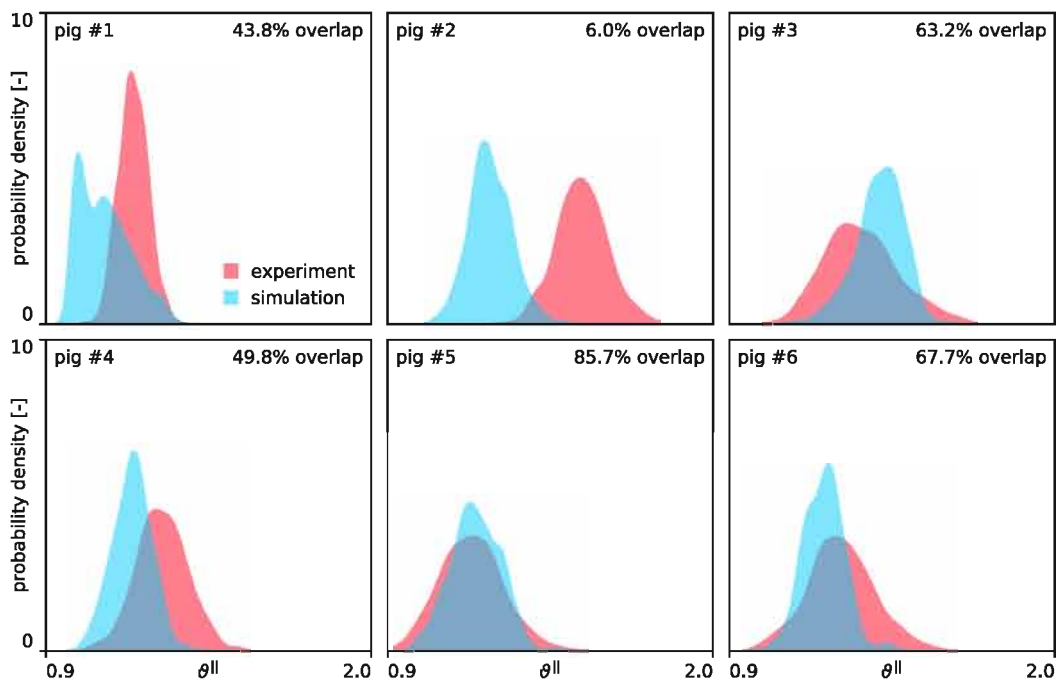 10
pig #1 43.8% overlap
pig #2 6.0% overlap
pig #3 63.2% overlap
probability density [-]
experiment
simulation
0
10
pig #4 49.8% overlap
pig #5 85.7% overlap
pig #6 67.7% overlap
probability density [-]
0
0.9 ϑ^|| 2.0
0.9 ϑ^|| 2.0
0.9 ϑ^|| 2.0